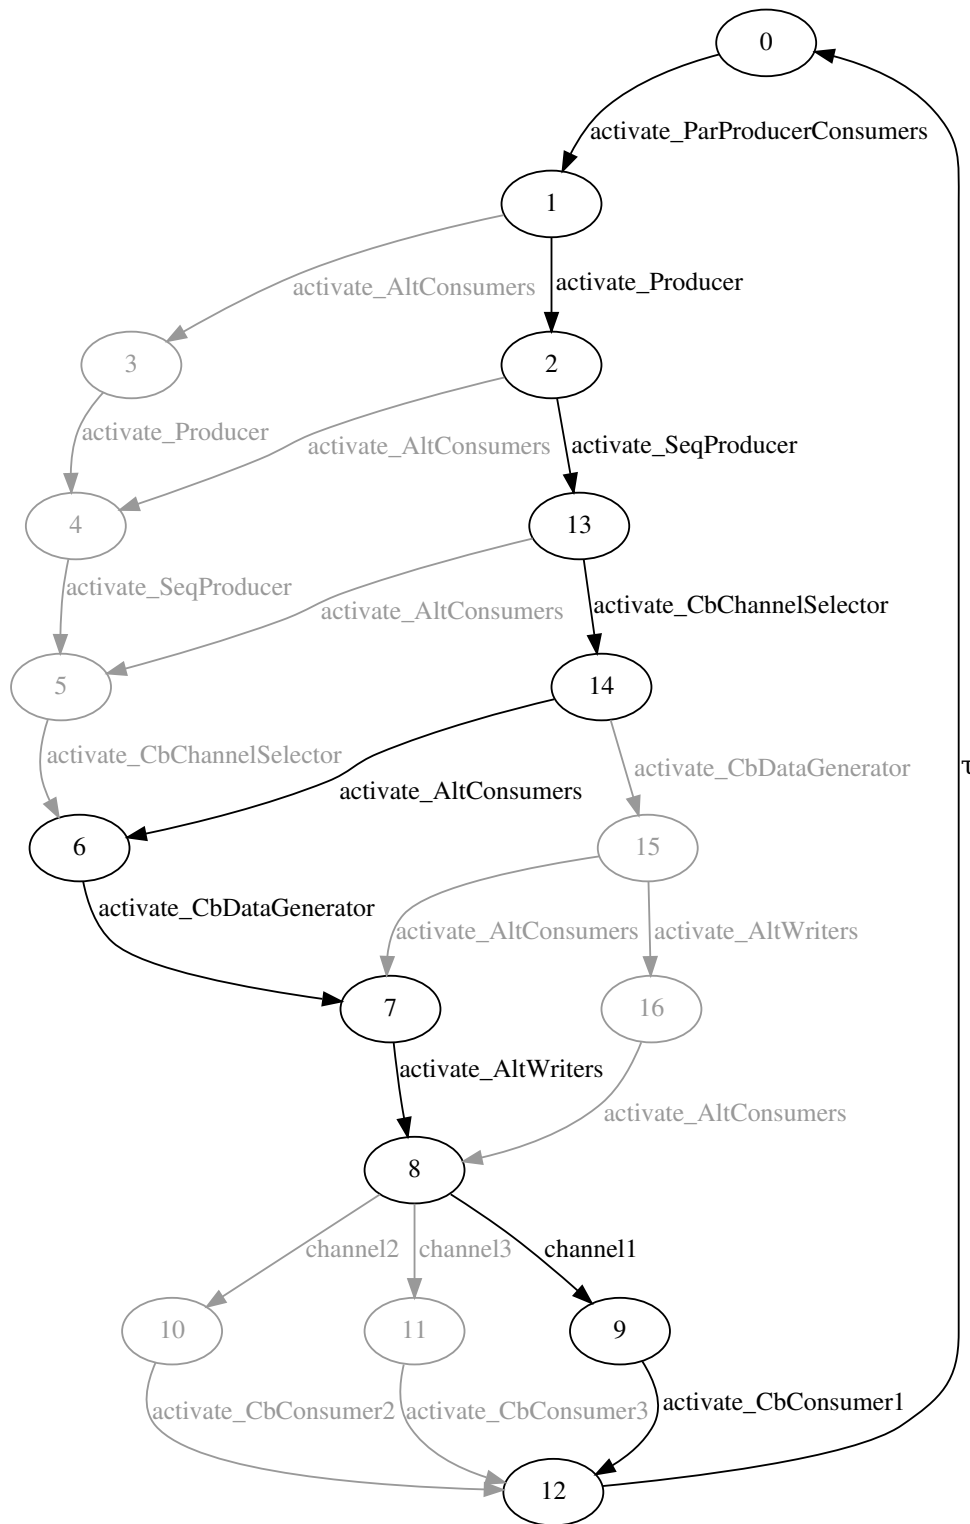 0
activate_ParProducerConsumers
1
activate_AltConsumers
activate_Producer
3
2
activate_Producer
activate_AltConsumers
activate_SeqProducer
4
13
activate_SeqProducer
activate_AltConsumers
activate_CbChannelSelector
5
14
activate_CbChannelSelector
activate_AltConsumers
activate_CbDataGenerator
τ
6
15
activate_CbDataGenerator
activate_AltConsumers
activate_AltWriters
7
16
activate_AltWriters
activate_AltConsumers
8
channel2
channel3
channel1
10
11
9
activate_CbConsumer2
activate_CbConsumer3
activate_CbConsumer1
12